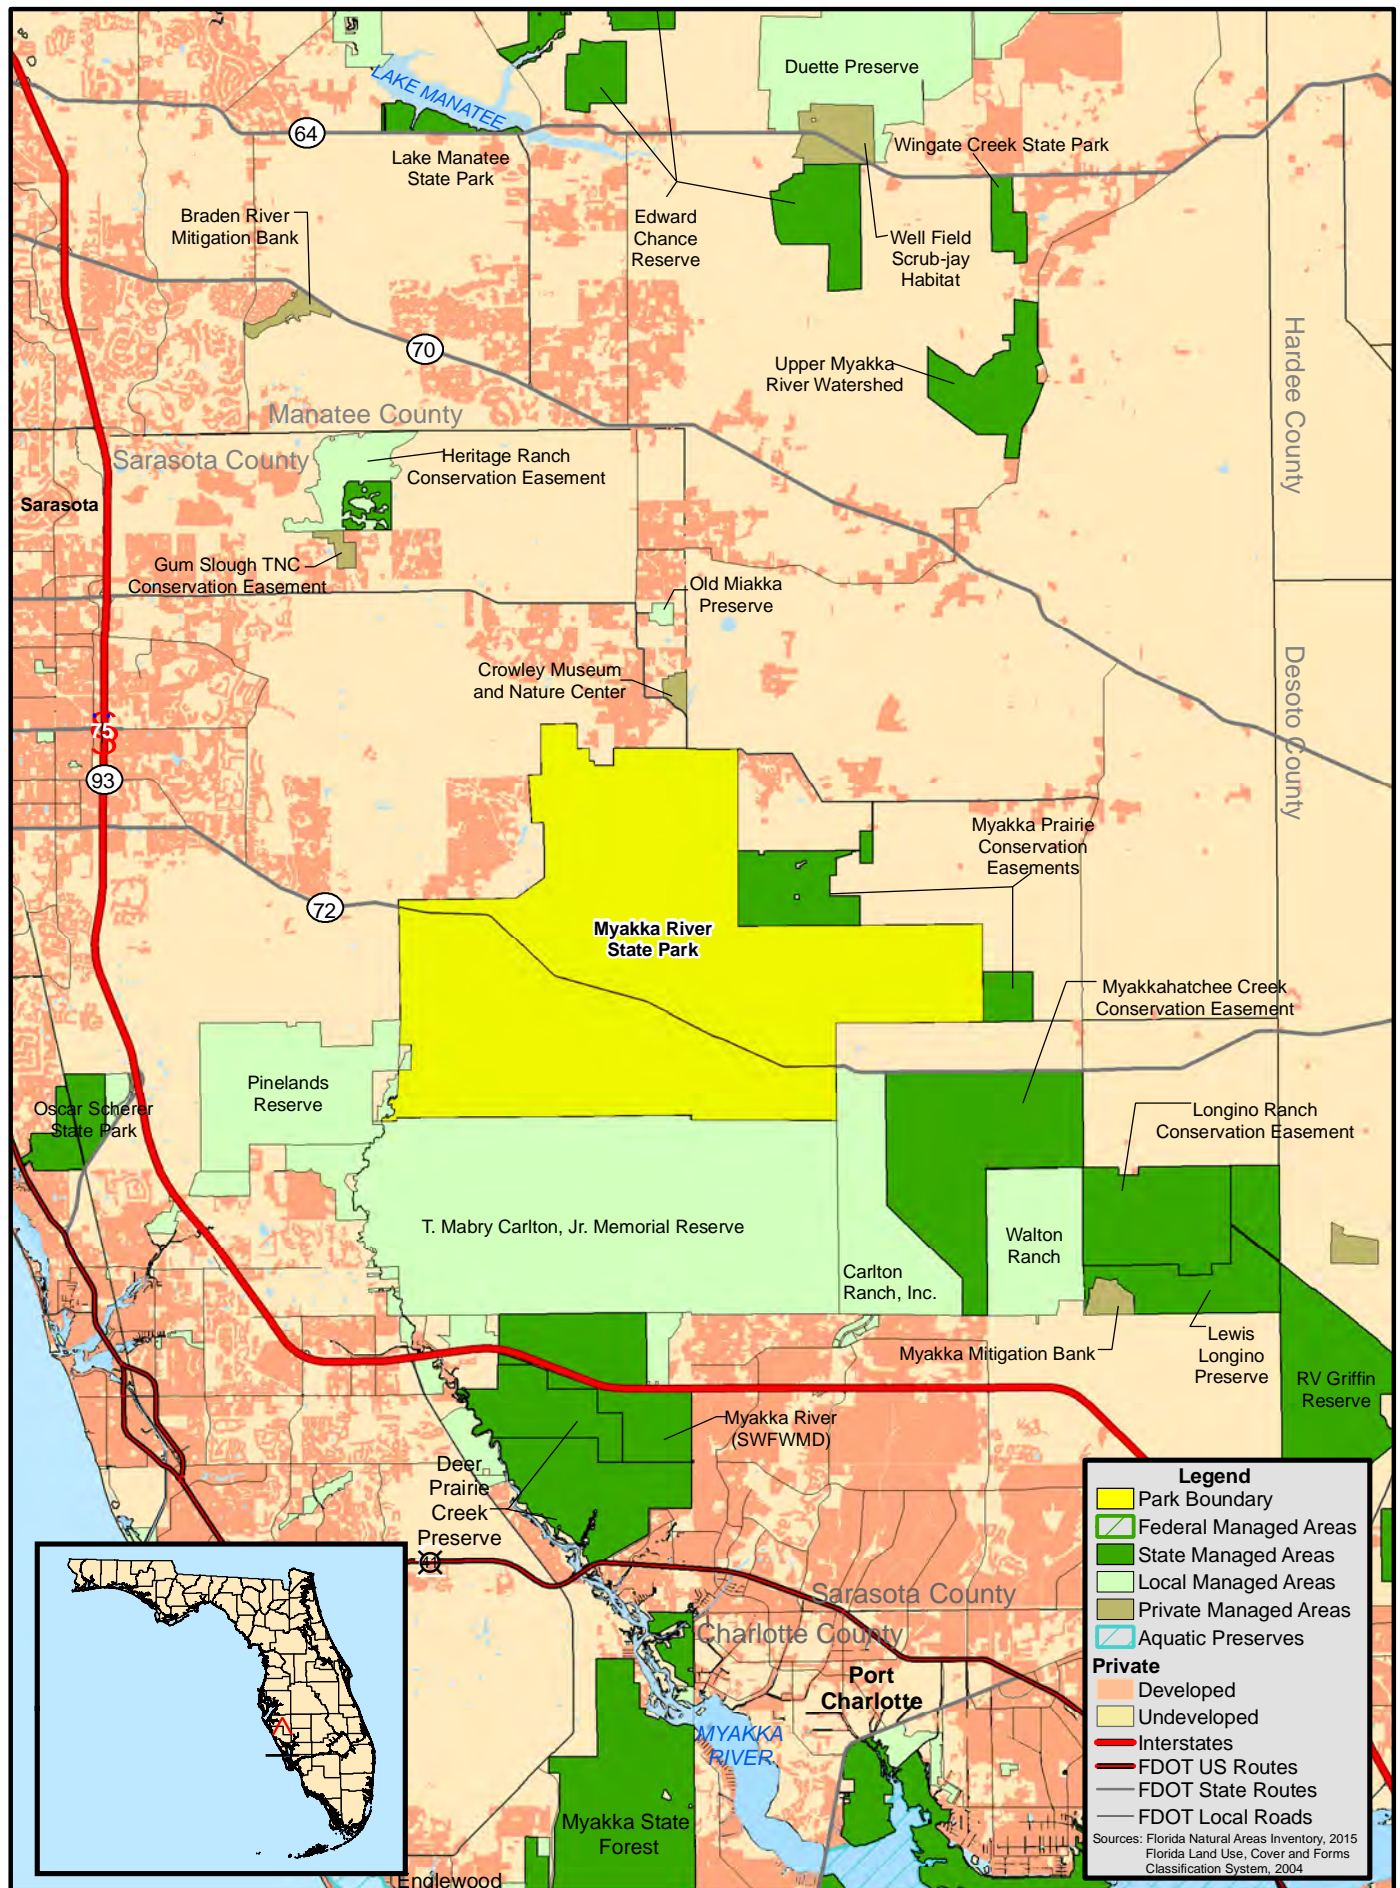 Duette Preserve
LAKE MANATEE
64
Lake Manatee
State Park
Wingate Creek State Park
Braden River
Mitigation Bank
Edward
Chance
Reserve
Well Field
Scrub-jay
Habitat
70
Upper Myakka
River Watershed
Hardee County
Manatee County
Sarasota County
Heritage Ranch
Conservation Easement
Sarasota
Gum Slough TNC
Conservation Easement
Old Miakka
Preserve
Crowley Museum
and Nature Center
Desoto County
75
93
Myakka Prairie
Conservation
Easements
72
Myakka River
State Park
Myakkahatchee Creek
Conservation Easement
Pinelands
Reserve
Oscar Scherer
State Park
Longino Ranch
Conservation Easement
T. Mabry Carlton, Jr. Memorial Reserve
Walton
Ranch
Carlton
Ranch, Inc.
Myakka Mitigation Bank
Lewis
Longino
Preserve
RV Griffin
Reserve
Myakka River
(SWFWMD)
Deer
Prairie
Creek
Preserve
41
Sarasota County
Charlotte County
Port
Charlotte
MYAKKA
RIVER
Myakka State
Forest
Englewood
Legend
Park Boundary
Federal Managed Areas
State Managed Areas
Local Managed Areas
Private Managed Areas
Aquatic Preserves
Private
Developed
Undeveloped
Interstates
FDOT US Routes
FDOT State Routes
FDOT Local Roads
Sources: Florida Natural Areas Inventory, 2015
Florida Land Use, Cover and Forms
Classification System, 2004